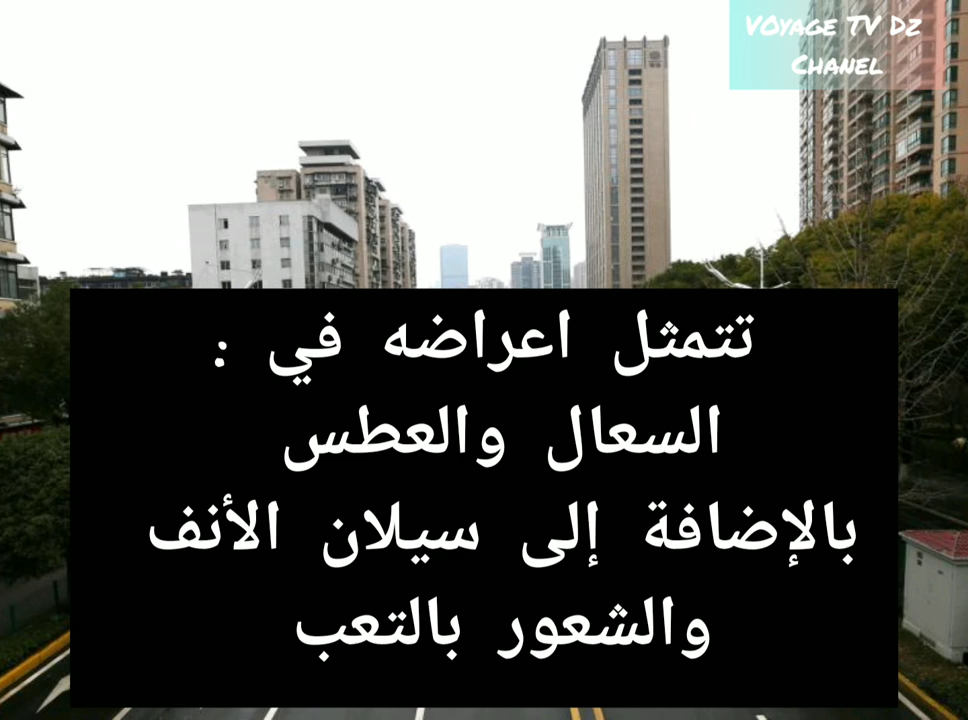 VOyage TV Dz
Chanel
تتمثل اعراضه في :
السعال والعطس
بالإضافة إلى سيلان الأنف
والشعور بالتعب